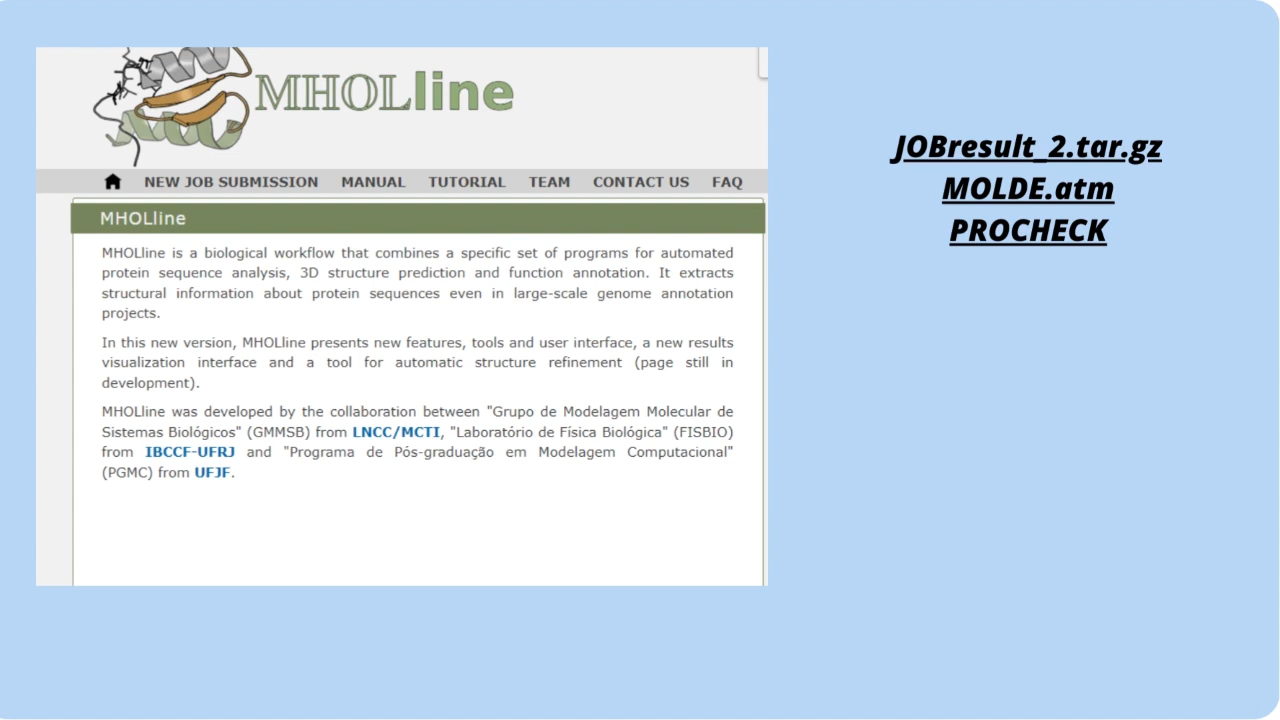 MHOLline
NEW JOB SUBMISSION MANUAL TUTORIAL TEAM CONTACT US FAQ
MHOLline
MHOLline is a biological workflow that combines a specific set of programs for automated
protein sequence analysis, 3D structure prediction and function annotation. It extracts
structural information about protein sequences even in large-scale genome annotation
projects.
In this new version, MHOLline presents new features, tools and user interface, a new results
visualization interface and a tool for automatic structure refinement (page still in
development).
MHOLline was developed by the collaboration between "Grupo de Modelagem Molecular de
Sistemas Biológicos" (GMMSB) from LNCC/MCTI, "Laboratório de Física Biológica" (FISBIO)
from IBCCF-UFRJ and "Programa de Pós-graduação em Modelagem Computacional"
(PGMC) from UFJF.
JOBresult_2.tar.gz
MOLDE.atm
PROCHECK